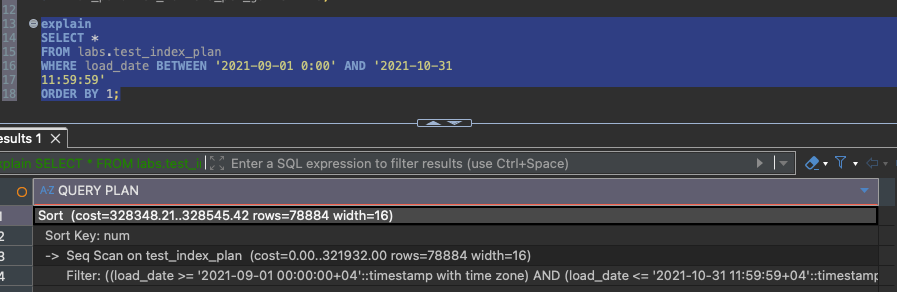 12
13 explain
14 SELECT *
15 FROM labs.test_index_plan
16 WHERE load_date BETWEEN '2021-09-01 0:00' AND '2021-10-31
17 11:59:59'
18 ORDER BY 1;
esults 1
xplain SELECT * FROM labs.test_i Enter a SQL expression to filter results (use Ctrl+Space)
A-Z QUERY PLAN
1 Sort (cost=328348.21..328545.42 rows=78884 width=16)
2 Sort Key: num
3 -> Seq Scan on test_index_plan (cost=0.00..321932.00 rows=78884 width=16)
4 Filter: ((load_date >= '2021-09-01 00:00:00+04'::timestamp with time zone) AND (load_date <= '2021-10-31 11:59:59+04'::timestamp